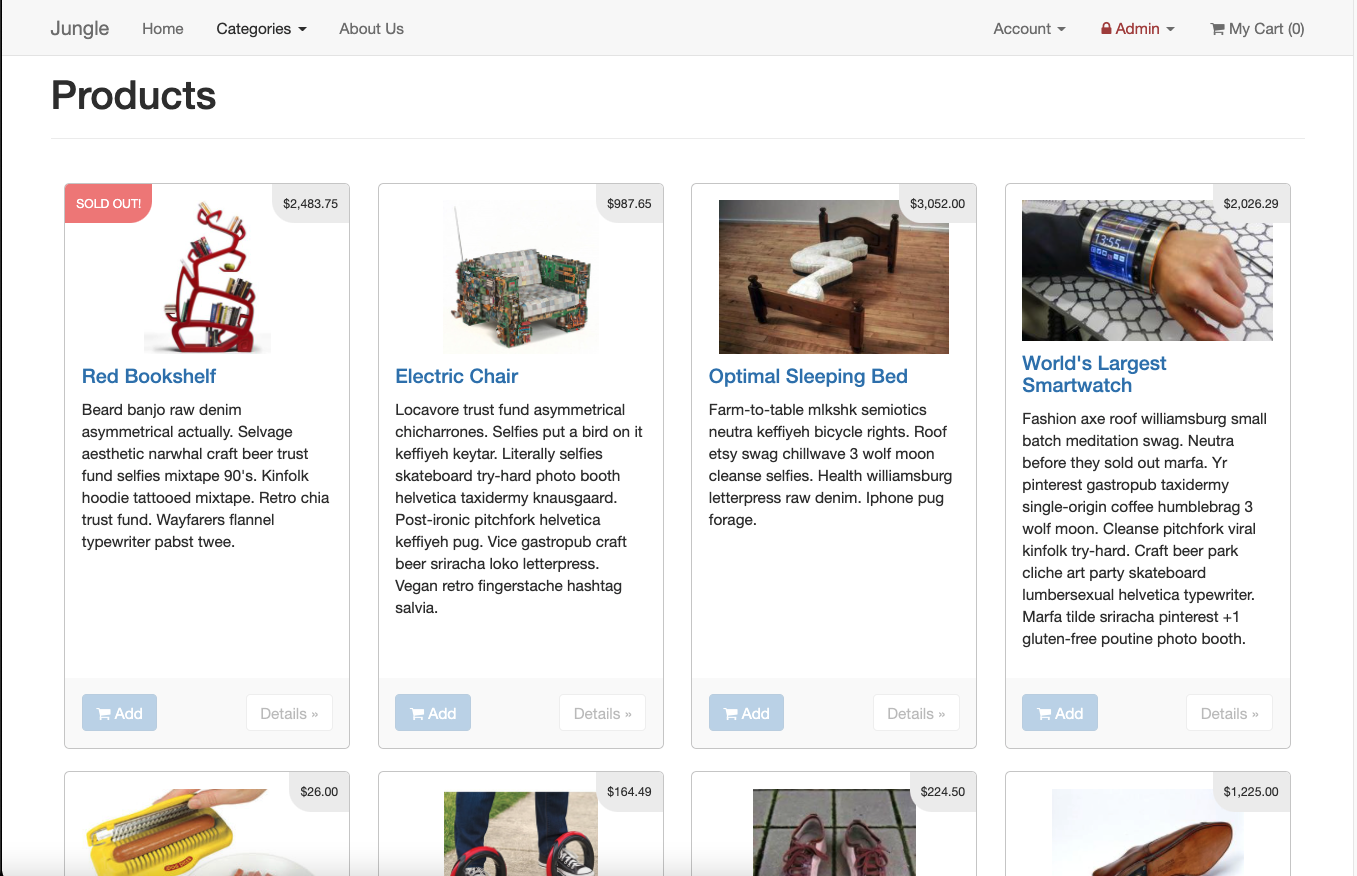 Jungle Home Categories About Us Account Admin My Cart (0)
Products
SOLD OUT! $2,483.75
Red Bookshelf
Beard banjo raw denim
asymmetrical actually. Selvage
aesthetic narwhal craft beer trust
fund selfies mixtape 90's. Kinfolk
hoodie tattooed mixtape. Retro chia
trust fund. Wayfarers flannel
typewriter pabst twee.
Add Details »
$987.65
Electric Chair
Locavore trust fund asymmetrical
chicharrones. Selfies put a bird on it
keffiyeh keytar. Literally selfies
skateboard try-hard photo booth
helvetica taxidermy knausgaard.
Post-ironic pitchfork helvetica
keffiyeh pug. Vice gastropub craft
beer sriracha loko letterpress.
Vegan retro fingerstache hashtag
salvia.
Add Details »
$3,052.00
Optimal Sleeping Bed
Farm-to-table mlkshk semiotics
neutra keffiyeh bicycle rights. Roof
etsy swag chillwave 3 wolf moon
cleanse selfies. Health williamsburg
letterpress raw denim. Iphone pug
forage.
Add Details »
$2,026.29
13:55
World's Largest
Smartwatch
Fashion axe roof williamsburg small
batch meditation swag. Neutra
before they sold out marfa. Yr
pinterest gastropub taxidermy
single-origin coffee humblebrag 3
wolf moon. Cleanse pitchfork viral
kinfolk try-hard. Craft beer park
cliche art party skateboard
lumbersexual helvetica typewriter.
Marfa tilde sriracha pinterest +1
gluten-free poutine photo booth.
Add Details »
$26.00
$164.49
$224.50
$1,225.00